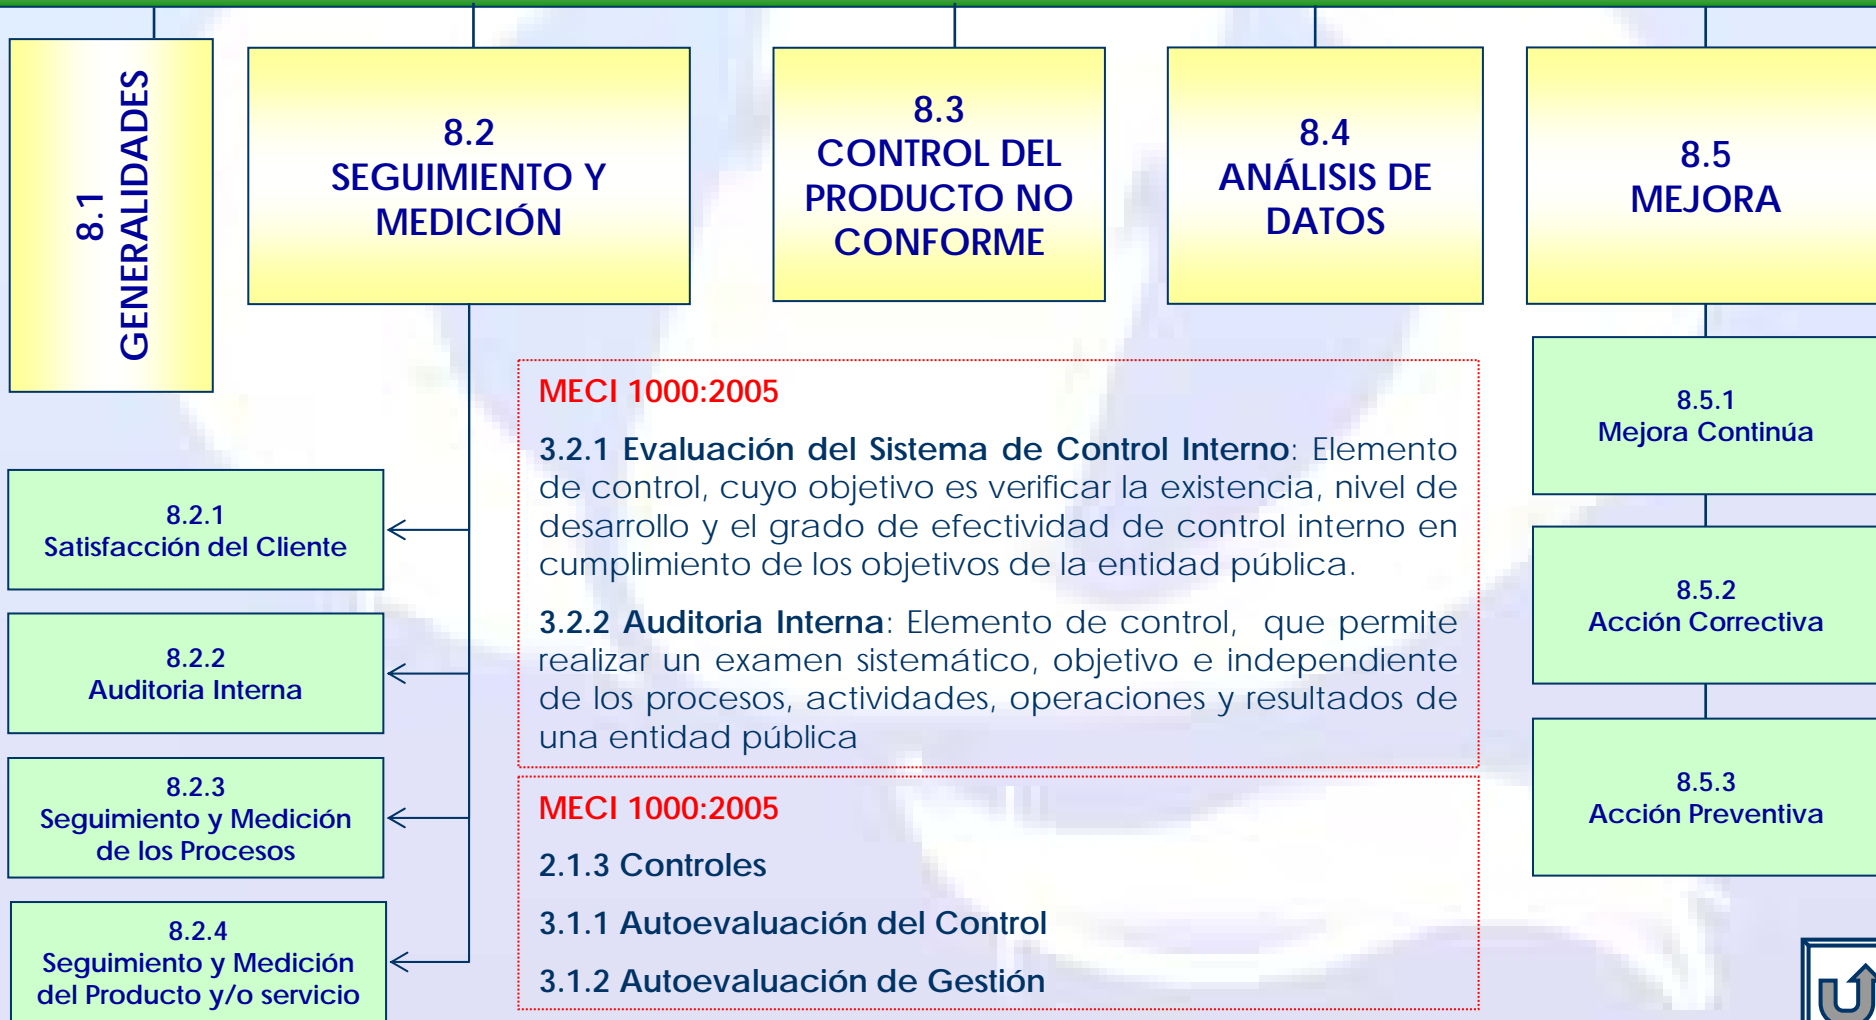 8.1
GENERALIDADES
8.2
SEGUIMIENTO Y
MEDICIÓN
8.3
CONTROL DEL
PRODUCTO NO
CONFORME
8.4
ANÁLISIS DE
DATOS
8.5
MEJORA
8.2.1
Satisfacción del Cliente
8.2.2
Auditoria Interna
8.2.3
Seguimiento y Medición
de los Procesos
8.2.4
Seguimiento y Medición
del Producto y/o servicio
MECI 1000:2005
3.2.1 Evaluación del Sistema de Control Interno: Elemento
de control, cuyo objetivo es verificar la existencia, nivel de
desarrollo y el grado de efectividad de control interno en
cumplimiento de los objetivos de la entidad pública.
3.2.2 Auditoria Interna: Elemento de control, que permite
realizar un examen sistemático, objetivo e independiente
de los procesos, actividades, operaciones y resultados de
una entidad pública
MECI 1000:2005
2.1.3 Controles
3.1.1 Autoevaluación del Control
3.1.2 Autoevaluación de Gestión
8.5.1
Mejora Continúa
8.5.2
Acción Correctiva
8.5.3
Acción Preventiva